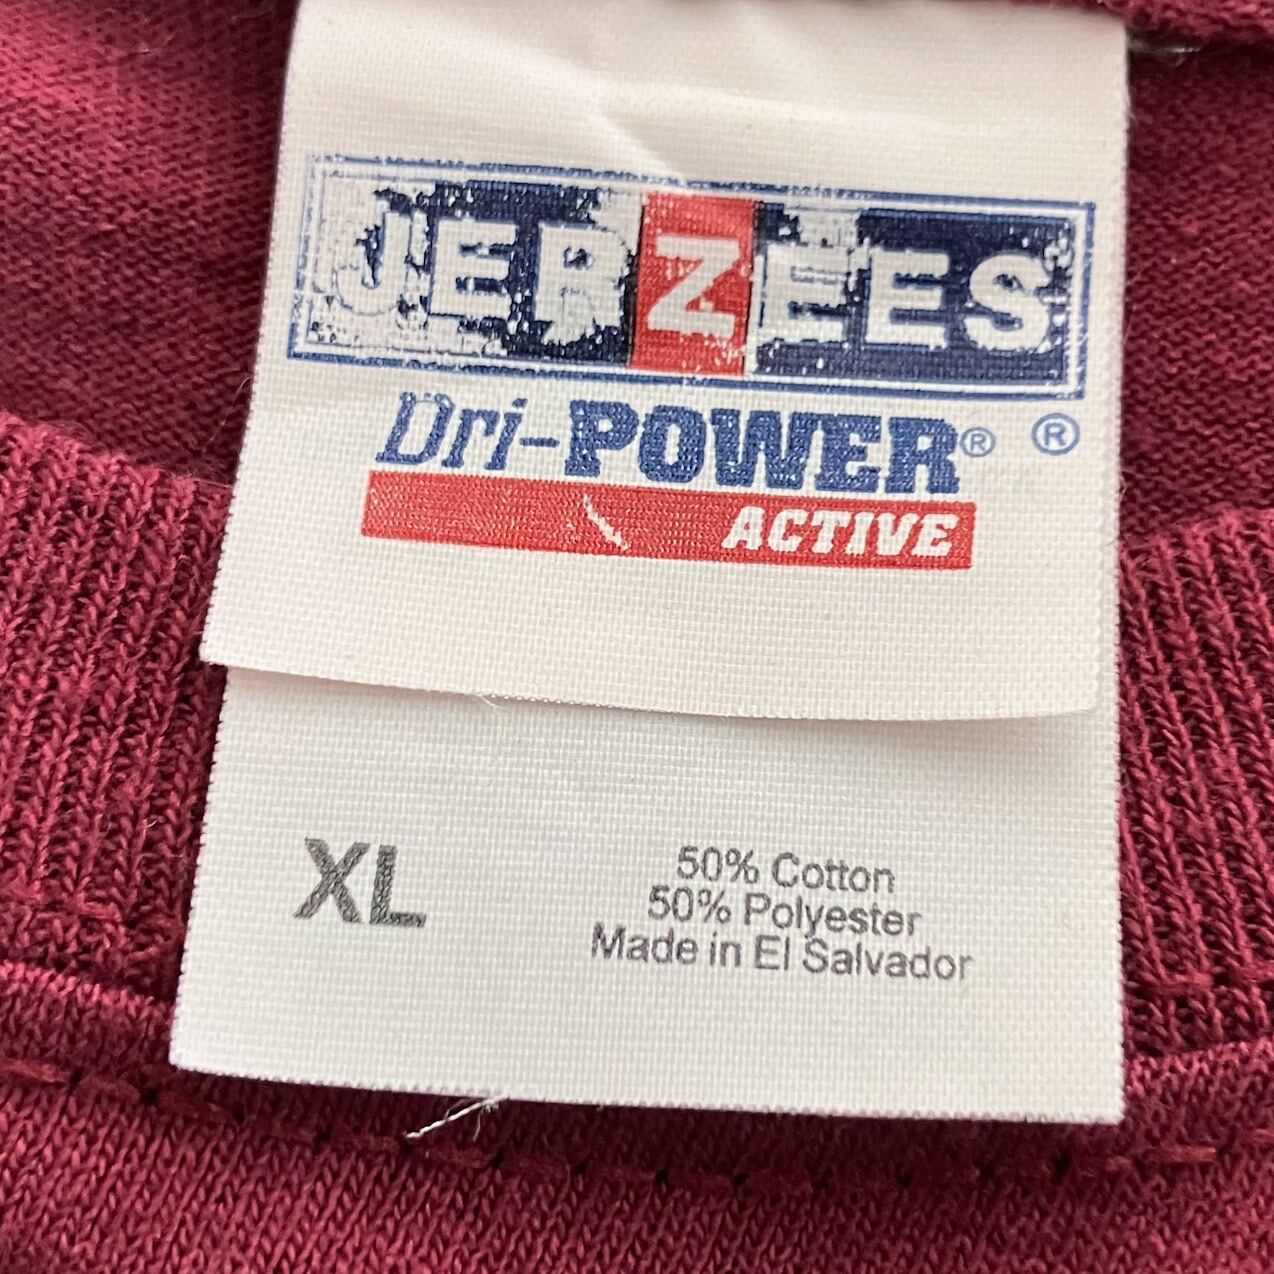 JERZEES
Dri-POWER® ®
ACTIVE
XL
50% Cotton
50% Polyester
Made in El Salvador